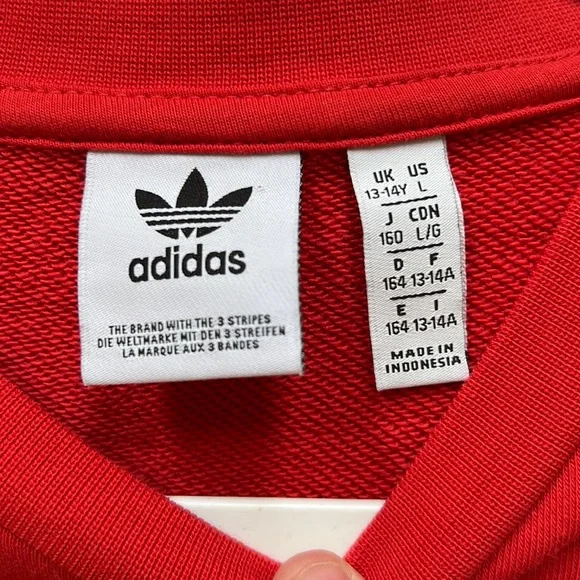 adidas
THE BRAND WITH THE 3 STRIPES
DIE WELTMARKE MIT DEN 3 STREIFEN
LA MARQUE AUX 3 BANDES
UK US
13-14Y L
J CDN
160 L/G
D F
164 13-14A
E I
164 13-14A
MADE IN
INDONESIA